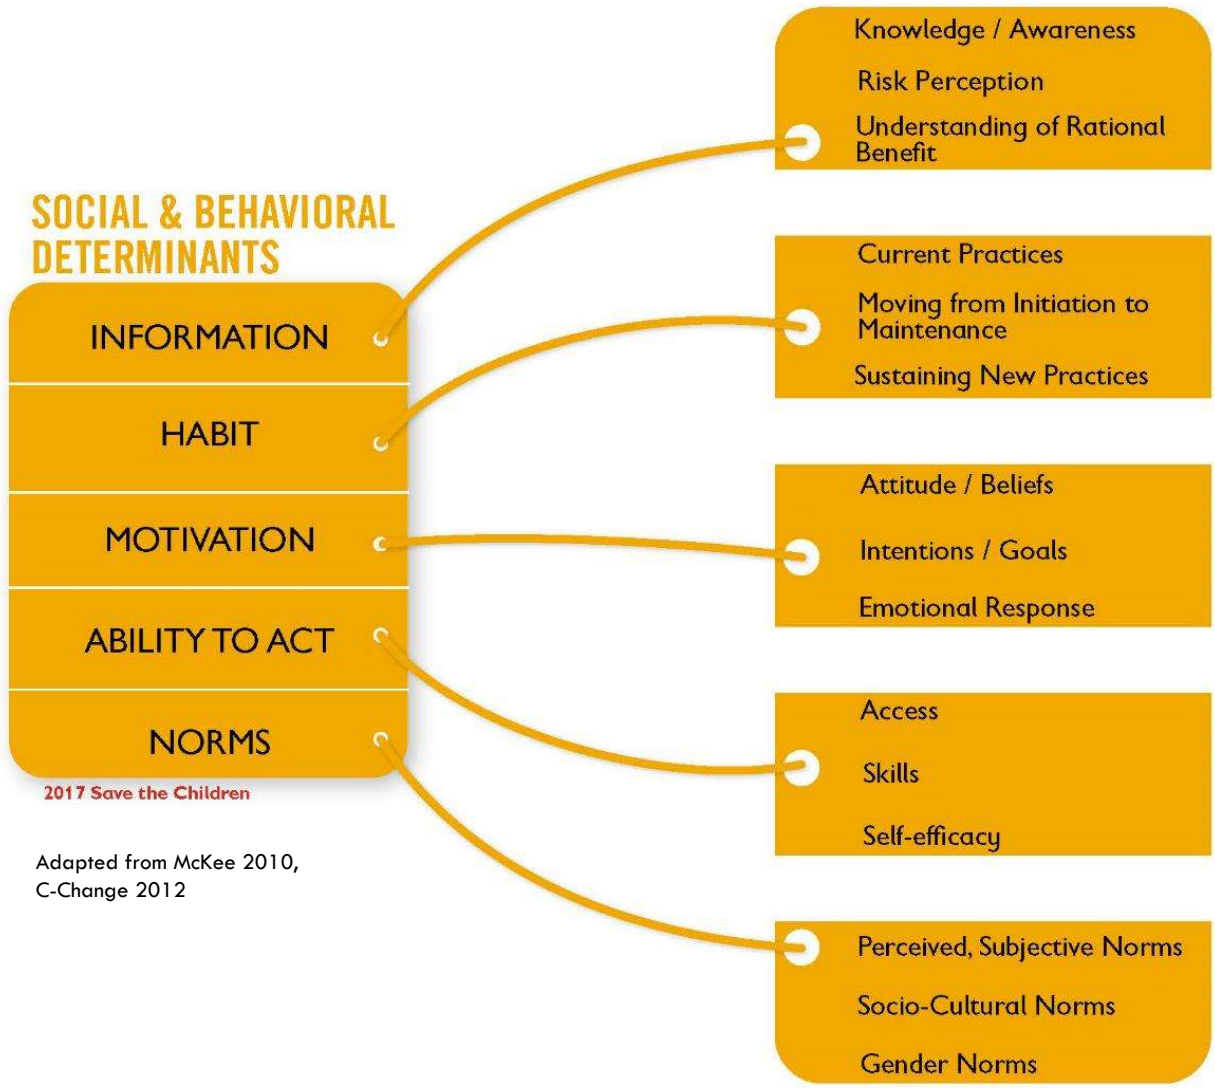 SOCIAL & BEHAVIORAL
DETERMINANTS
INFORMATION
HABIT
MOTIVATION
ABILITY TO ACT
NORMS
2017 Save the Children
Adapted from McKee 2010,
C-Change 2012
Knowledge / Awareness
Risk Perception
Understanding of Rational
Benefit
Current Practices
Moving from Initiation to
Maintenance
Sustaining New Practices
Attitude / Beliefs
Intentions / Goals
Emotional Response
Access
Skills
Self-efficacy
Perceived, Subjective Norms
Socio-Cultural Norms
Gender Norms